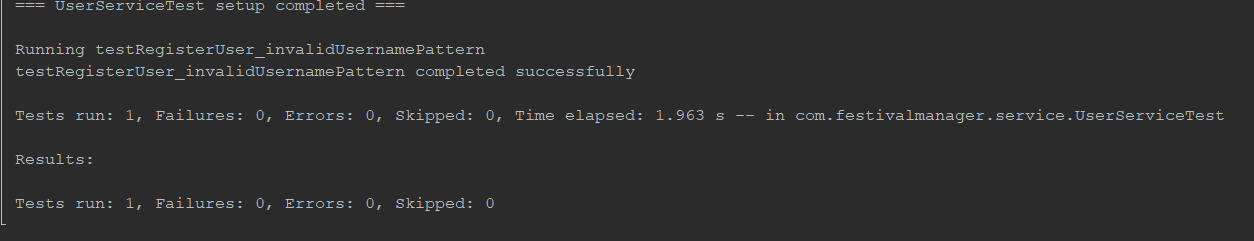 === UserServiceTest setup completed ===
Running testRegisterUser_invalidUsernamePattern
testRegisterUser_invalidUsernamePattern completed successfully
Tests run: 1, Failures: 0, Errors: 0, Skipped: 0, Time elapsed: 1.963 s -- in com.festivalmanager.service.UserServiceTest
Results:
Tests run: 1, Failures: 0, Errors: 0, Skipped: 0